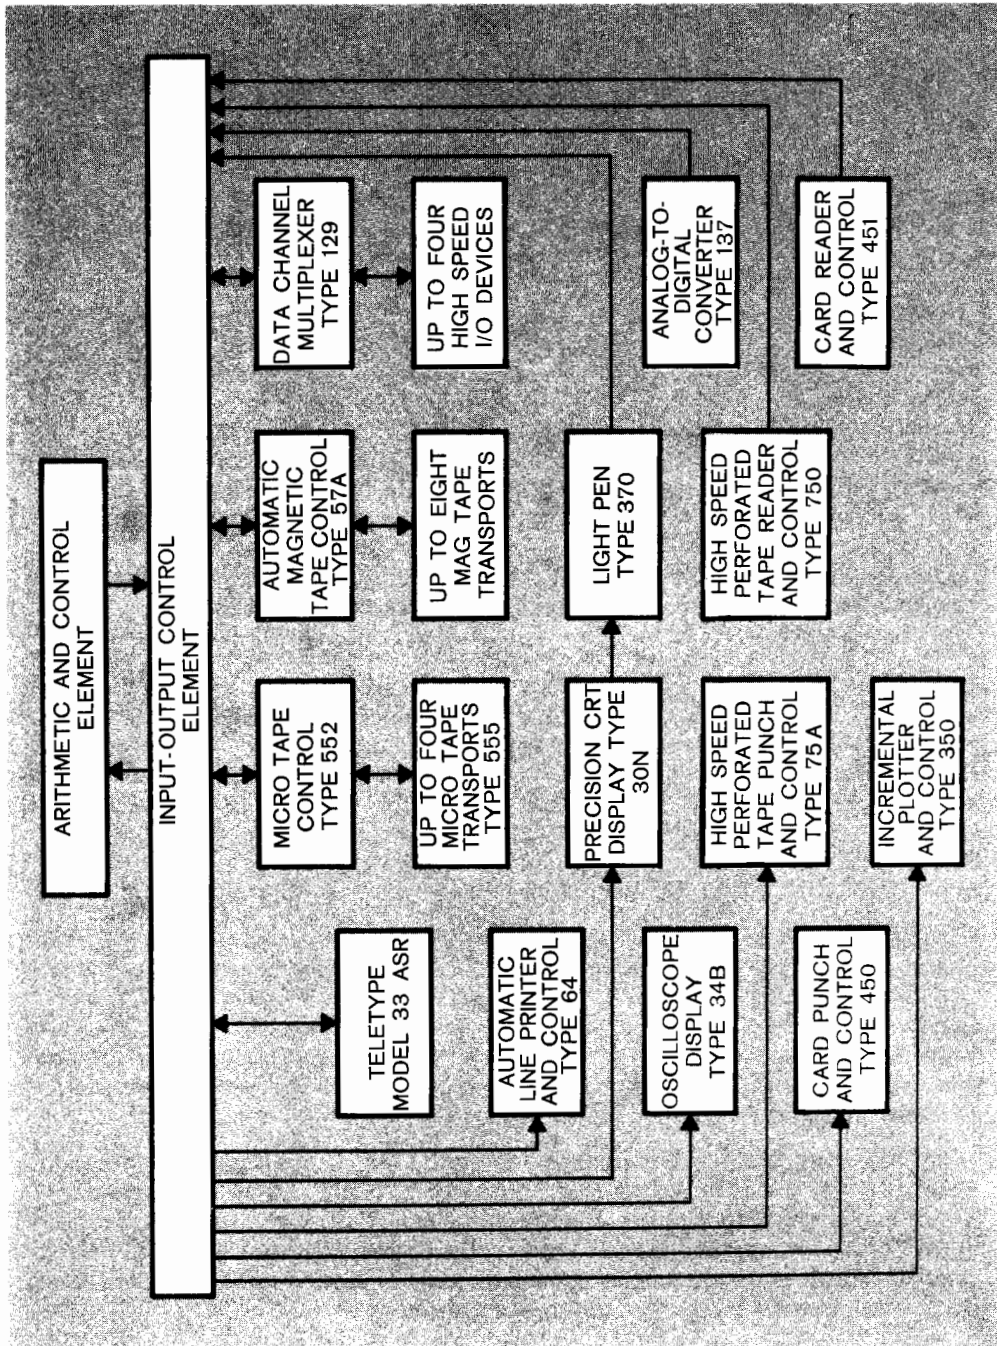 ARITHMETIC AND CONTROL
ELEMENT
INPUT-OUTPUT CONTROL
ELEMENT
TELETYPE
MODEL 33 ASR
MICRO TAPE
CONTROL
TYPE 552
AUTOMATIC
MAGNETIC
TAPE CONTROL
TYPE 57A
DATA CHANNEL
MULTIPLEXER
TYPE 129
UP TO FOUR
MICRO TAPE
TRANSPORTS
TYPE 555
UP TO EIGHT
MAG TAPE
TRANSPORTS
UP TO FOUR
HIGH SPEED
I/O DEVICES
AUTOMATIC
LINE PRINTER
AND CONTROL
TYPE 64
PRECISION CRT
DISPLAY TYPE
30N
LIGHT PEN
TYPE 370
OSCILLOSCOPE
DISPLAY
TYPE 34B
HIGH SPEED
PERFORATED
TAPE PUNCH
AND CONTROL
TYPE 75A
HIGH SPEED
PERFORATED
TAPE READER
AND CONTROL
TYPE 750
ANALOG-TO-
DIGITAL
CONVERTER
TYPE 137
CARD PUNCH
AND CONTROL
TYPE 450
INCREMENTAL
PLOTTER
AND CONTROL
TYPE 350
CARD READER
AND CONTROL
TYPE 451